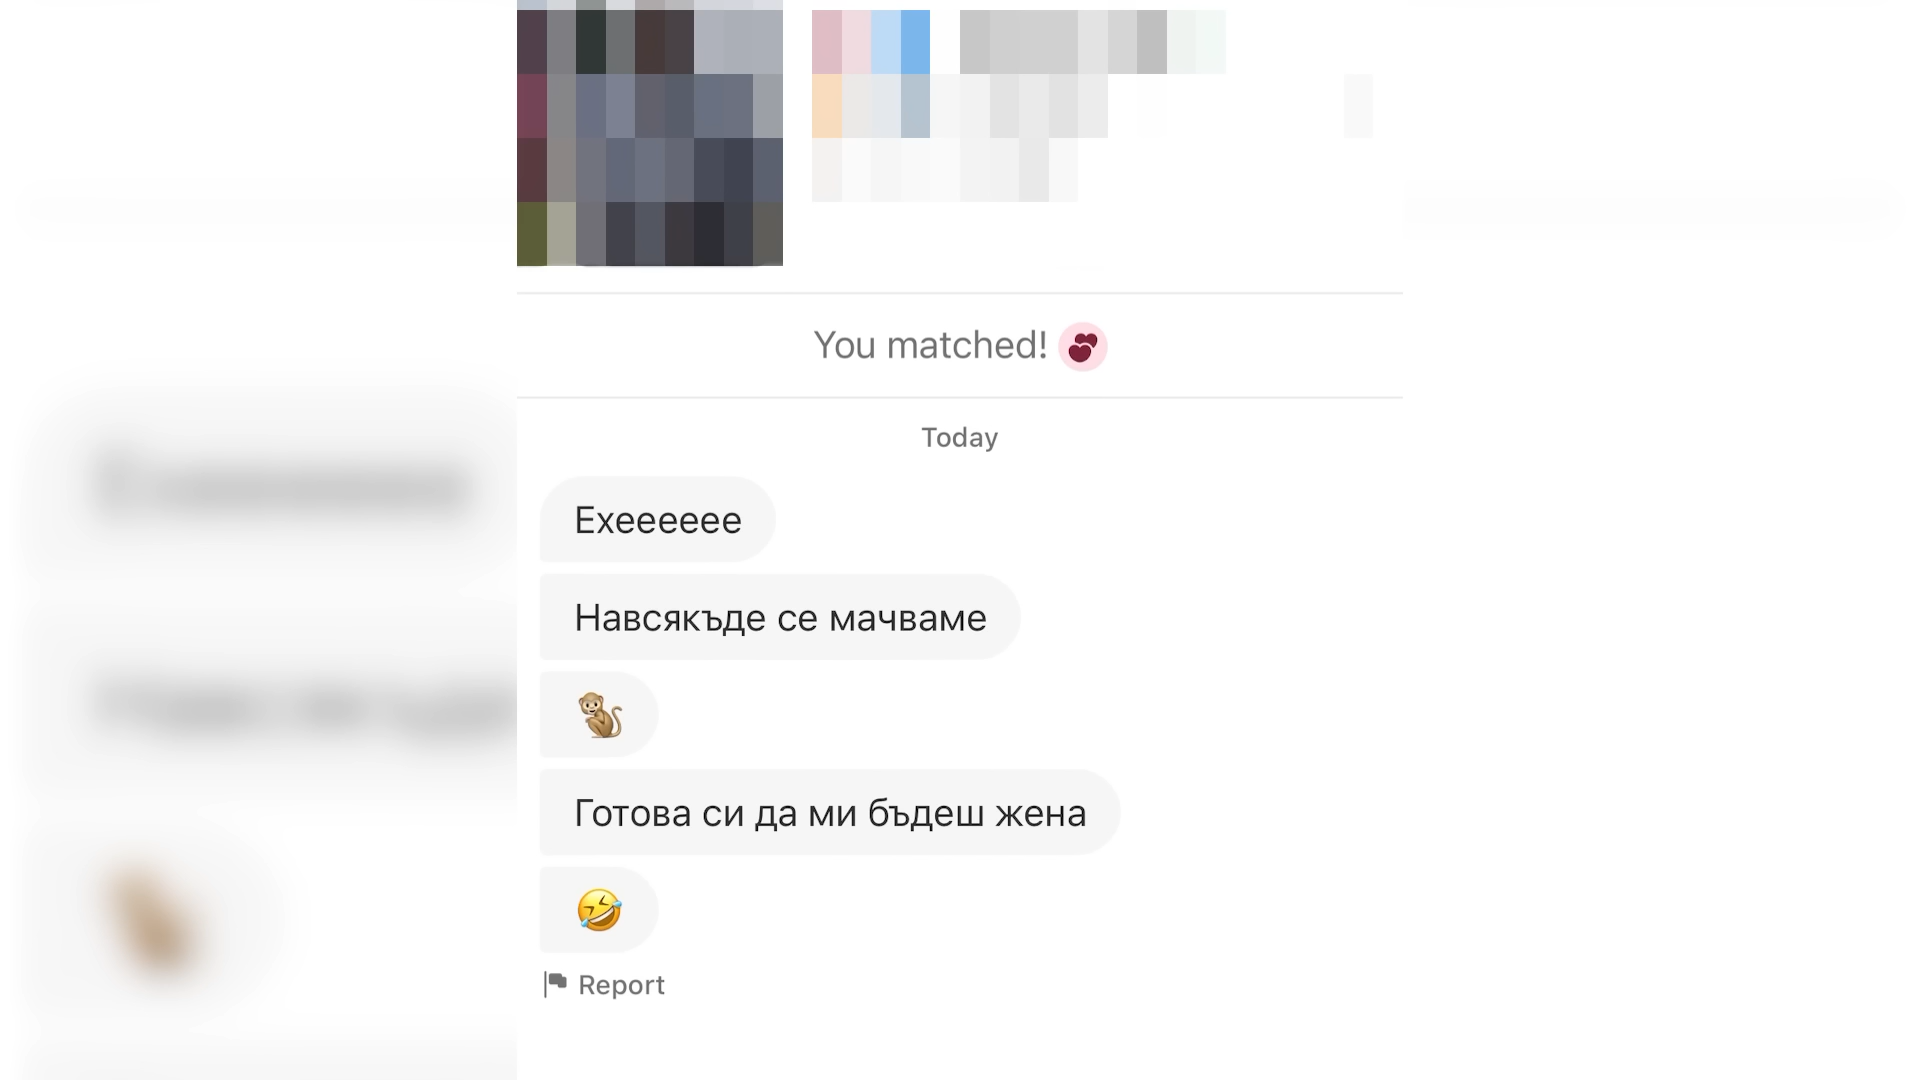 You matched!
Today
Ехееееее
Навсякъде се мачваме
🐒
Готова си да ми бъдеш жена
🤣
Report